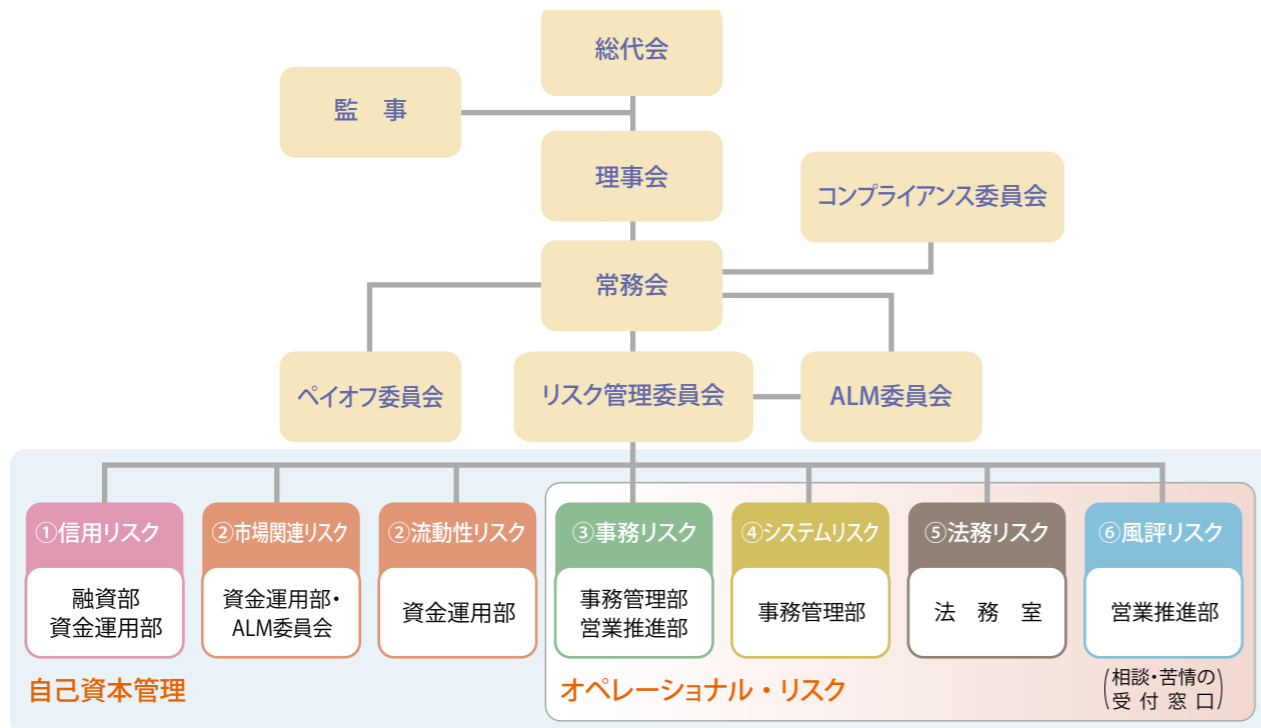 総代会
監　事
理事会
コンプライアンス委員会
常務会
ペイオフ委員会
リスク管理委員会
ALM委員会
①信用リスク
融資部
資金運用部
②市場関連リスク
資金運用部・
ALM委員会
②流動性リスク
資金運用部
③事務リスク
事務管理部
営業推進部
④システムリスク
事務管理部
⑤法務リスク
法　務　室
⑥風評リスク
営業推進部
(相談・苦情の
受付窓口)
自己資本管理
オペレーショナル・リスク